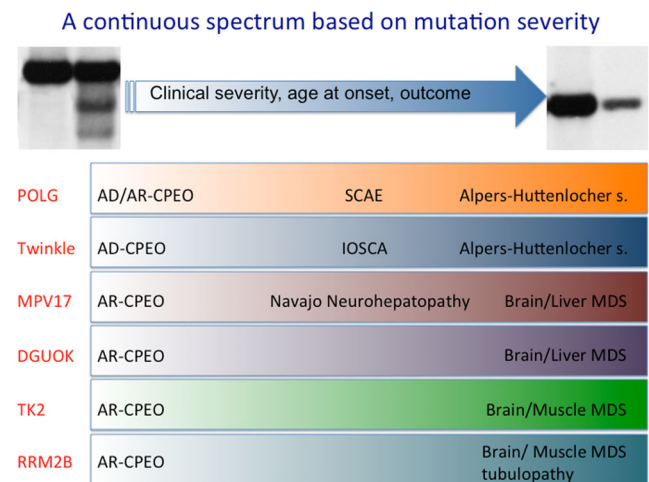 A continuous spectrum based on mutation severity
Clinical severity, age at onset, outcome
POLG AD/AR-CPEO SCAE Alpers-Huttenlocher s.
Twinkle AD-CPEO IOSCA Alpers-Huttenlocher s.
MPV17 AR-CPEO Navajo Neurohepatopathy Brain/Liver MDS
DGUOK AR-CPEO Brain/Liver MDS
TK2 AR-CPEO Brain/Muscle MDS
RRM2B AR-CPEO Brain/ Muscle MDS
tubulopathy